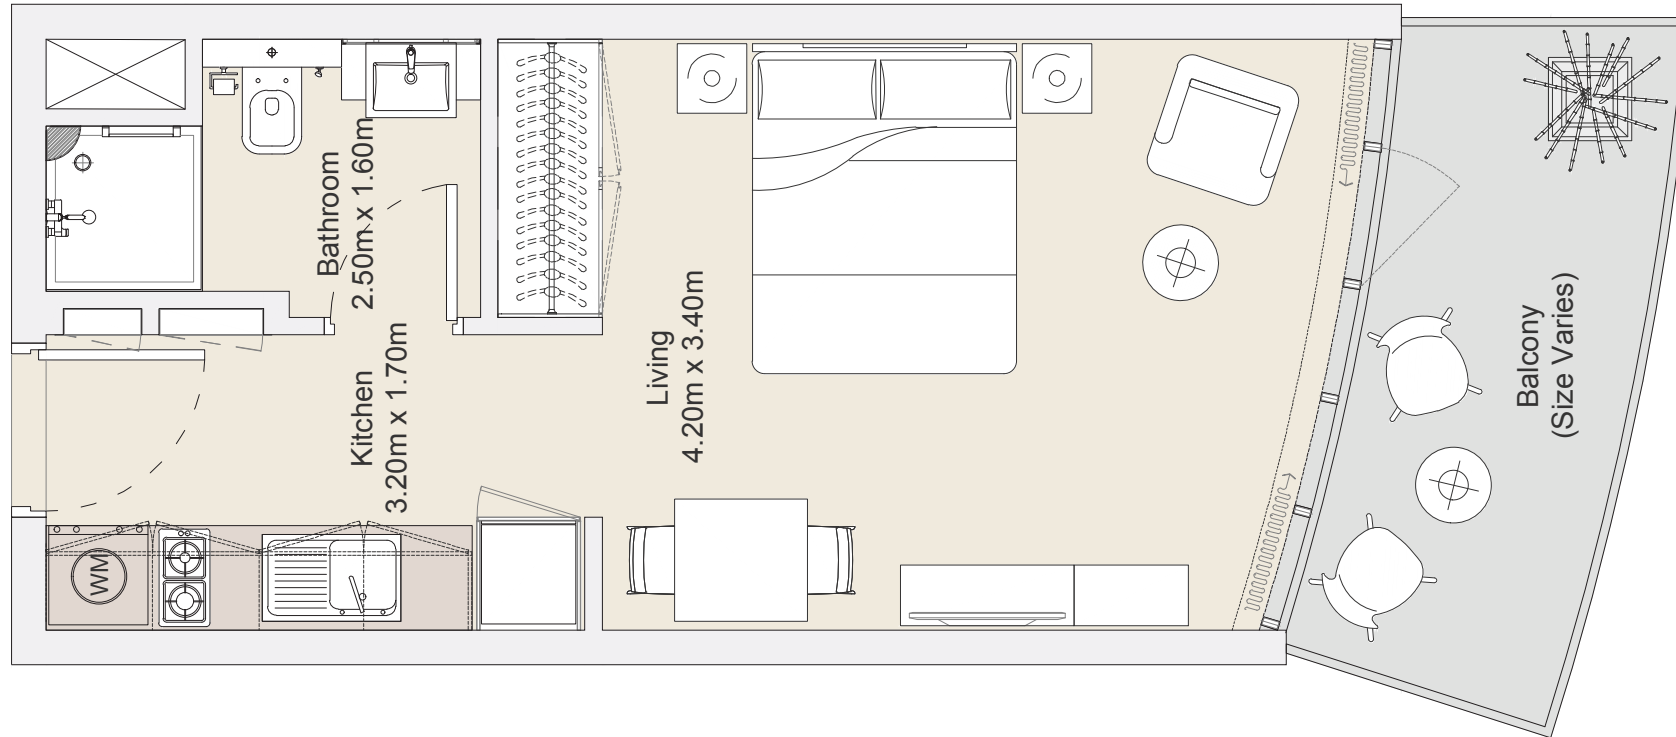 Bathroom
2.50m x 1.60m
Kitchen
3.20m x 1.70m
Living
4.20m x 3.40m
Balcony
(Size Varies)
WM